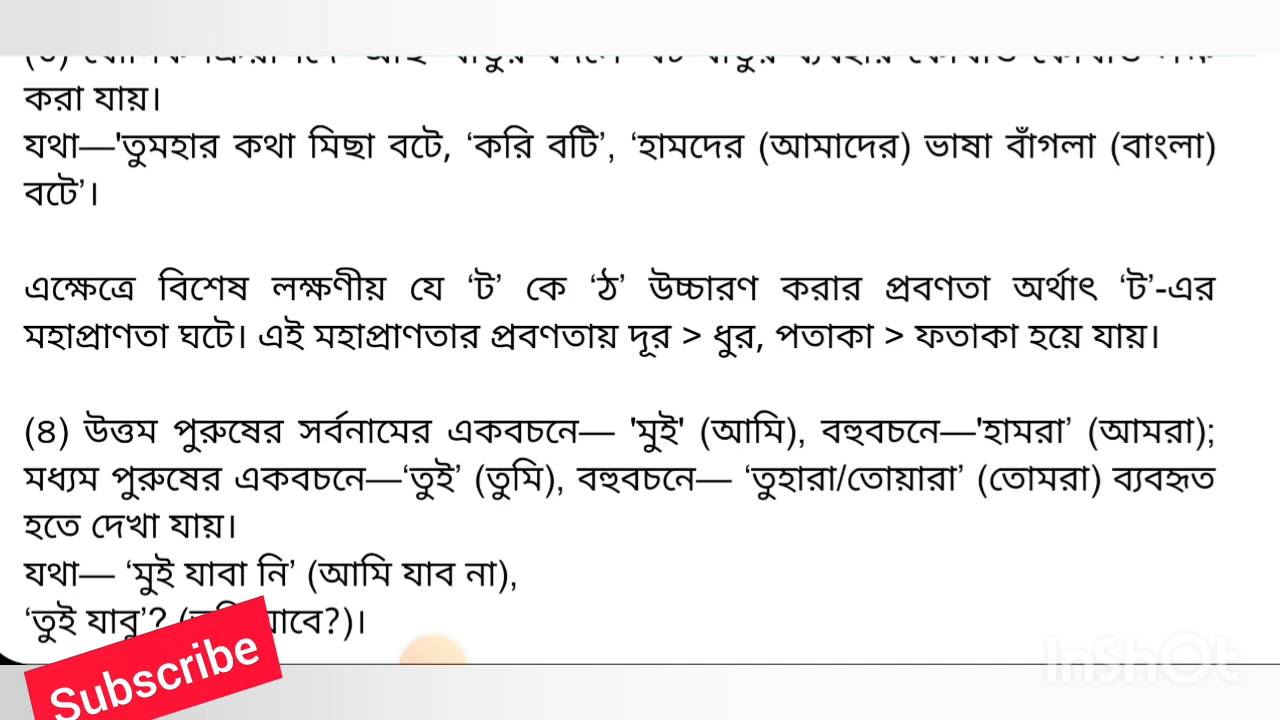 করা যায়।
যথা—'তুমহার কথা মিছা বটে, ‘করি বটি’, ‘হামদের (আমাদের) ভাষা বাঁগলা (বাংলা)
বটে’।
এক্ষেত্রে বিশেষ লক্ষণীয় যে ‘ট’ কে ‘ঠ’ উচ্চারণ করার প্রবণতা অর্থাৎ ‘ট’-এর
মহাপ্রাণতা ঘটে। এই মহাপ্রাণতার প্রবণতায় দূর > ধুর, পতাকা > ফতাকা হয়ে যায়।
(৪) উত্তম পুরুষের সর্বনামের একবচনে— 'মুই' (আমি), বহুবচনে—'হামরা’ (আমরা);
মধ্যম পুরুষের একবচনে—‘তুই’ (তুমি), বহুবচনে— ‘তুহারা/তোয়ারা’ (তোমরা) ব্যবহৃত
হতে দেখা যায়।
যথা— ‘মুই যাবা নি’ (আমি যাব না),
‘তুই যাবু’? যাবে?)।
Subscribe
InShOt